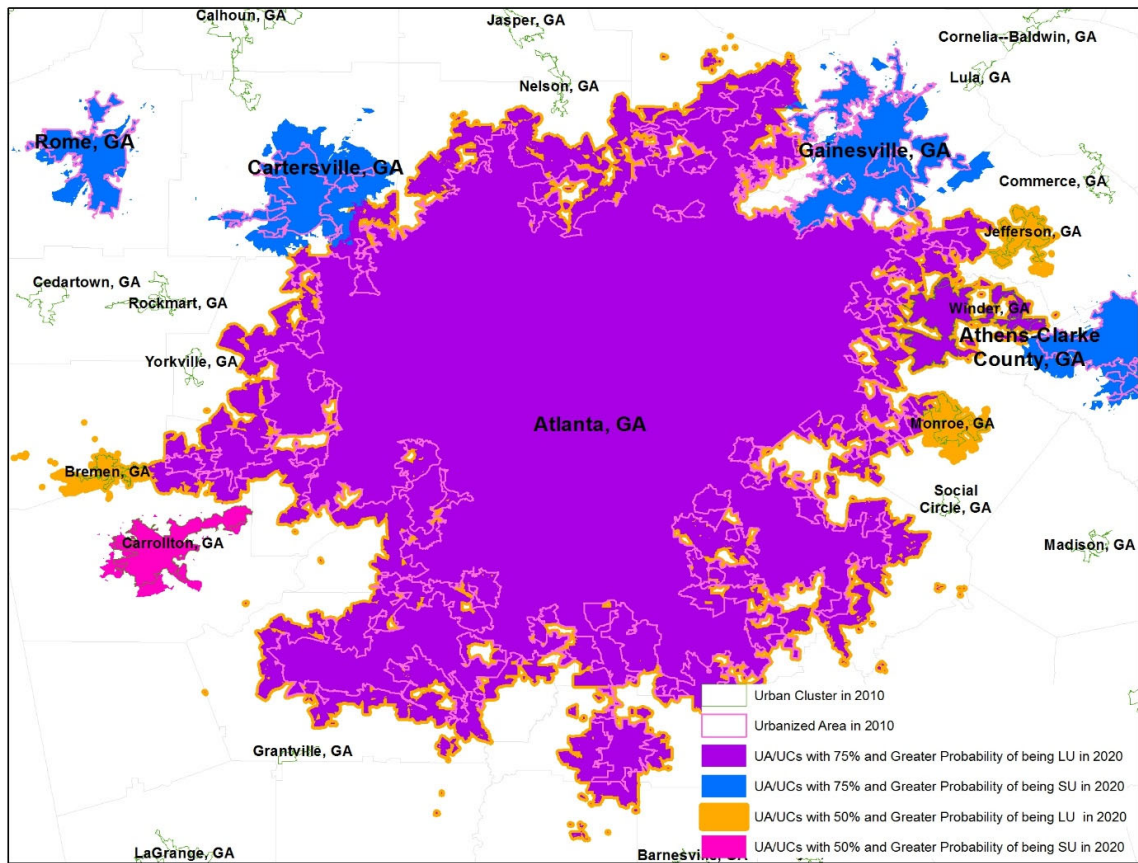 Calhoun, GA
Jasper, GA
Cornelia--Baldwin, GA
Lula, GA
Nelson, GA
Rome, GA
Cartersville, GA
Gainesville, GA
Commerce, GA
Jefferson, GA
Cedartown, GA
Rockmart, GA
Winder, GA
Athens-Clarke
County, GA
Yorkville, GA
Atlanta, GA
Monroe, GA
Bremen, GA
Social
Circle, GA
Carrollton, GA
Madison, GA
Grantville, GA
LaGrange, GA
Barnesville, GA
Urban Cluster in 2010
Urbanized Area in 2010
UA/UCs with 75% and Greater Probability of being LU in 2020
UA/UCs with 75% and Greater Probability of being SU in 2020
UA/UCs with 50% and Greater Probability of being LU in 2020
UA/UCs with 50% and Greater Probability of being SU in 2020